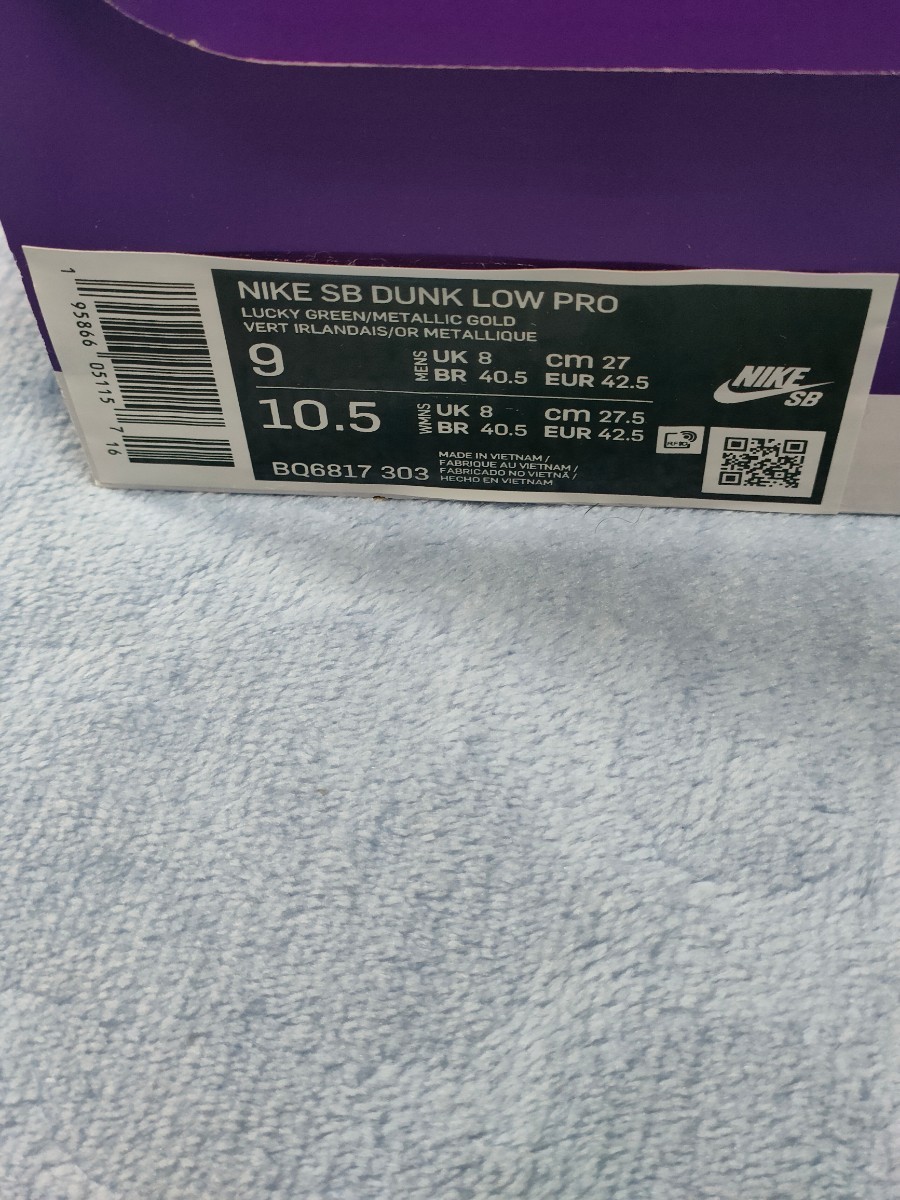 1 95866 05115 7 16
NIKE SB DUNK LOW PRO
LUCKY GREEN/METALLIC GOLD
VERT IRLANDAIS/OR METALLIQUE
9
MENS
UK 8 cm 27
BR 40.5 EUR 42.5
10.5
WMNS
UK 8 cm 27.5
BR 40.5 EUR 42.5
BQ6817 303
MADE IN VIETNAM /
FABRIQUE AU VIETNAM /
FABRICADO NO VIETNÃ /
HECHO EN VIETNAM
NIKE
SB